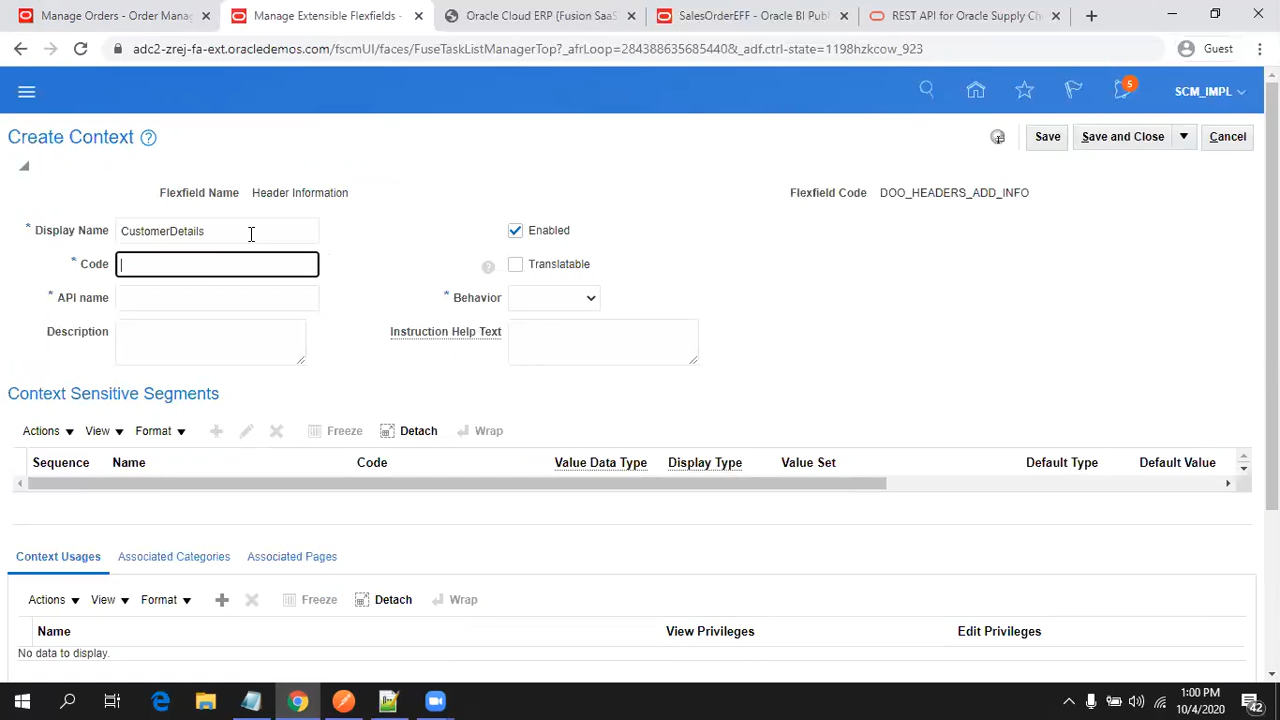 Manage Orders - Order Manag
Manage Extensible Flexfields -
Oracle Cloud ERP (Fusion SaaS
SalesOrderEFF - Oracle BI Publ
REST API for Oracle Supply Ch
adc2-zrej-fa-ext.oracledemos.com/fscmUI/faces/FuseTaskListManagerTop?_afrLoop=28438863568544​0&_adf.ctrl-state=1198hzkcow_923
Guest
5
SCM_IMPL
Create Context ?
Save
Save and Close
Cancel
Flexfield Name Header Information
Flexfield Code DOO_HEADERS_ADD_INFO
* Display Name CustomerDetails
Enabled
* Code
? Translatable
* API name
* Behavior
Description
Instruction Help Text
Context Sensitive Segments
Actions View Format Freeze Detach Wrap
Sequence Name Code Value Data Type Display Type Value Set Default Type Default Value
Context Usages Associated Categories Associated Pages
Actions View Format Freeze Detach Wrap
Name View Privileges Edit Privileges
No data to display.
1:00 PM
10/4/2020
42